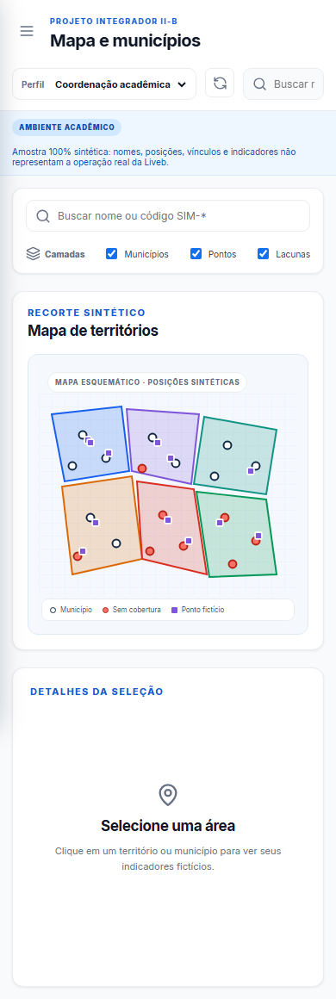 PROJETO INTEGRADOR II-B
Mapa e municípios
Perfil Coordenação acadêmica
Buscar r
AMBIENTE ACADÊMICO
Amostra 100% sintética: nomes, posições, vínculos e indicadores não
representam a operação real da Liveb.
Buscar nome ou código SIM-*
Camadas Municípios Pontos Lacunas
RECORTE SINTÉTICO
Mapa de territórios
MAPA ESQUEMÁTICO · POSIÇÕES SINTÉTICAS
Município Sem cobertura Ponto fictício
DETALHES DA SELEÇÃO
Selecione uma área
Clique em um território ou município para ver seus
indicadores fictícios.